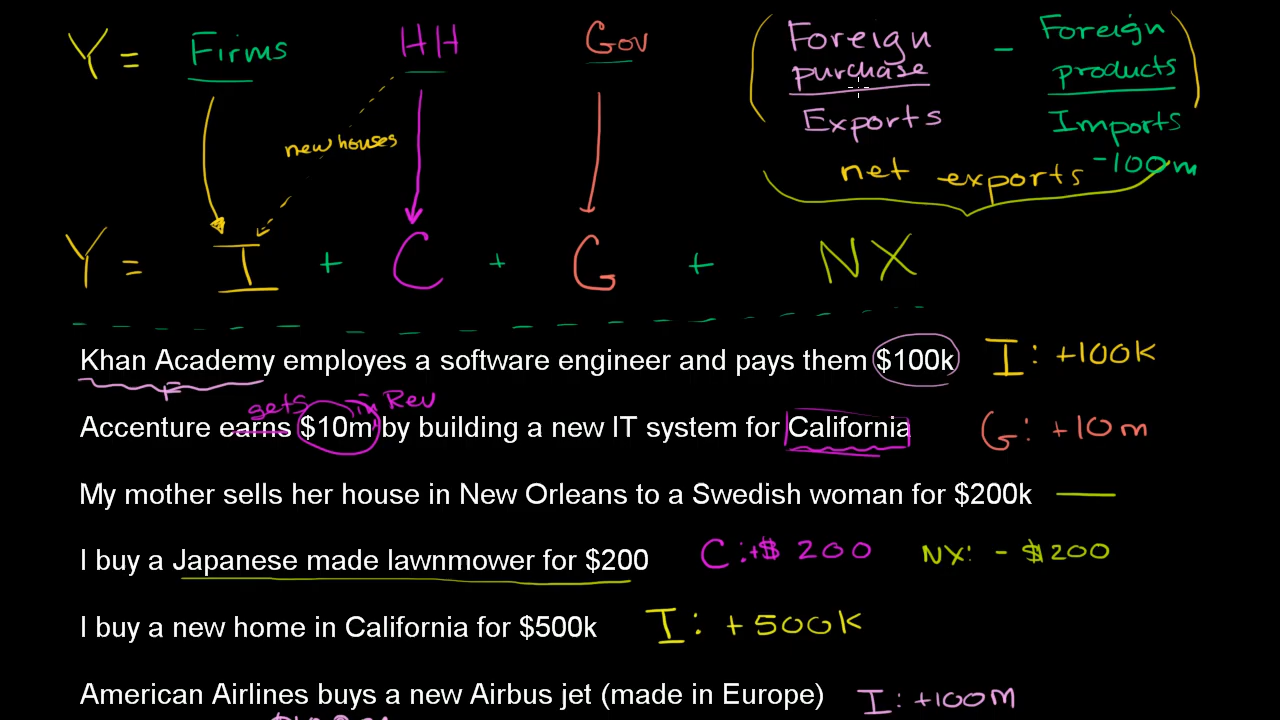 Y = Firms HH Gov ( Foreign purchase - Foreign products )
Exports Imports
new houses
net exports -100m
Y = I + C + G + NX
Khan Academy employes a software engineer and pays them $100k I: +100K
F
gets in Rev
Accenture earns $10m by building a new IT system for California G: +10m
My mother sells her house in New Orleans to a Swedish woman for $200k —
I buy a Japanese made lawnmower for $200 C: +$ 200 NX: - $200
I buy a new home in California for $500k I: +500K
American Airlines buys a new Airbus jet (made in Europe) I: +100M